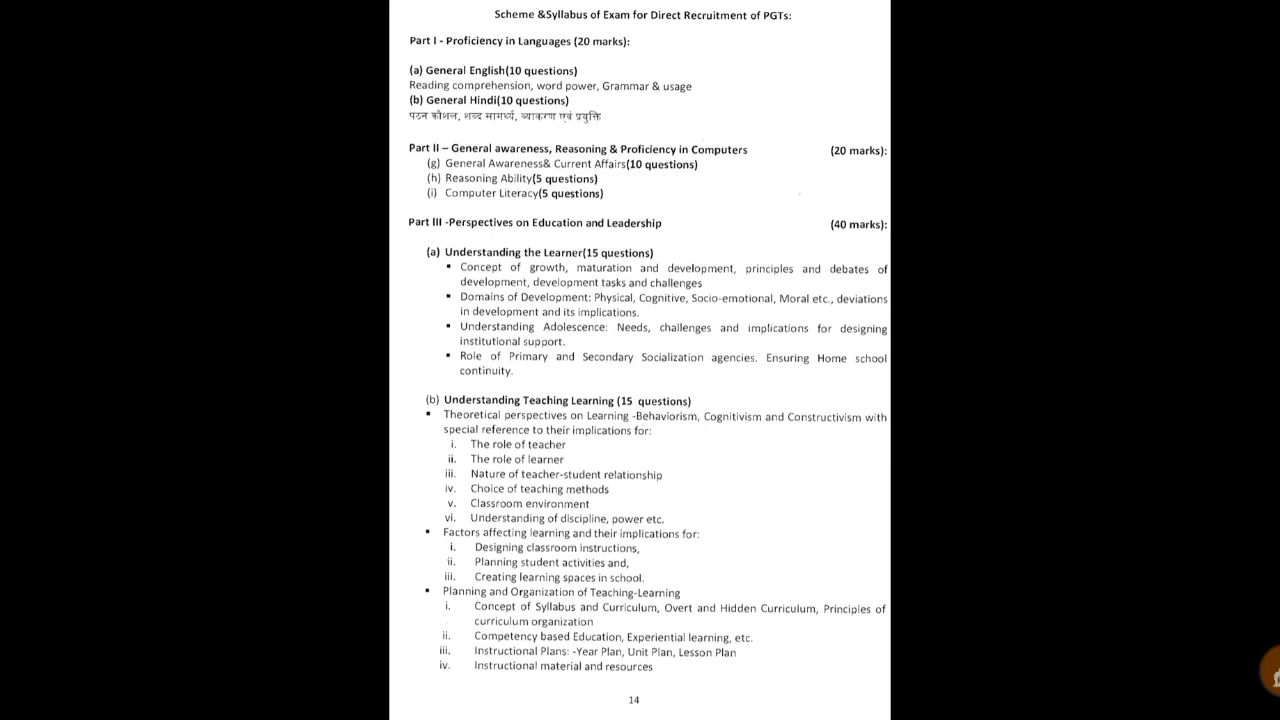 Scheme &Syllabus of Exam for Direct Recruitment of PGTs:
Part I - Proficiency in Languages (20 marks):
(a) General English(10 questions)
Reading comprehension, word power, Grammar & usage
(b) General Hindi(10 questions)
पठन कौशल, शब्द सामर्थ्य, व्याकरण एवं प्रयुक्ति
Part II – General awareness, Reasoning & Proficiency in Computers (20 marks):
(g) General Awareness& Current Affairs(10 questions)
(h) Reasoning Ability(5 questions)
(i) Computer Literacy(5 questions)
Part III -Perspectives on Education and Leadership (40 marks):
(a) Understanding the Learner(15 questions)
▪ Concept of growth, maturation and development, principles and debates of
development, development tasks and challenges
▪ Domains of Development: Physical, Cognitive, Socio-emotional, Moral etc., deviations
in development and its implications.
▪ Understanding Adolescence: Needs, challenges and implications for designing
institutional support.
▪ Role of Primary and Secondary Socialization agencies. Ensuring Home school
continuity.
(b) Understanding Teaching Learning (15 questions)
▪ Theoretical perspectives on Learning -Behaviorism, Cognitivism and Constructivism with
special reference to their implications for:
i. The role of teacher
ii. The role of learner
iii. Nature of teacher-student relationship
iv. Choice of teaching methods
v. Classroom environment
vi. Understanding of discipline, power etc.
▪ Factors affecting learning and their implications for:
i. Designing classroom instructions,
ii. Planning student activities and,
iii. Creating learning spaces in school.
▪ Planning and Organization of Teaching-Learning
i. Concept of Syllabus and Curriculum, Overt and Hidden Curriculum, Principles of
curriculum organization
ii. Competency based Education, Experiential learning, etc.
iii. Instructional Plans: -Year Plan, Unit Plan, Lesson Plan
iv. Instructional material and resources
14